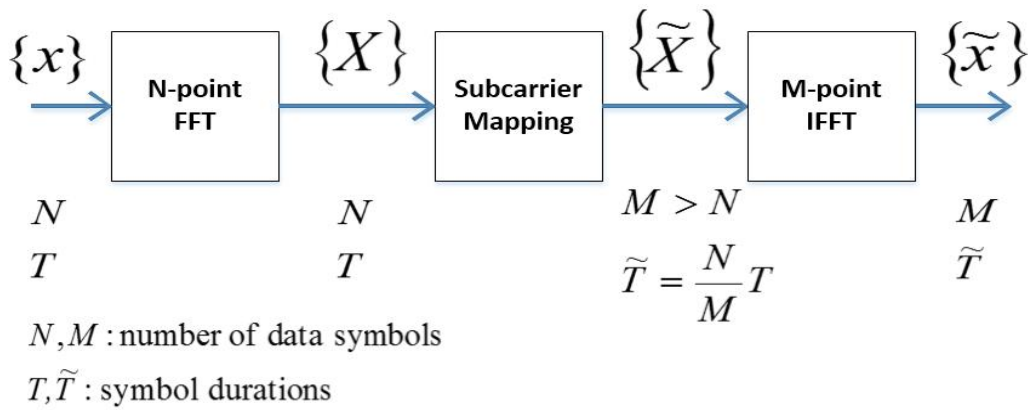 {x} {X} {X̃} {x̃}
N-point
FFT
Subcarrier
Mapping
M-point
IFFT
N N M > N M
T T T̃ = N/M T T̃
N,M : number of data symbols
T,T̃ : symbol durations